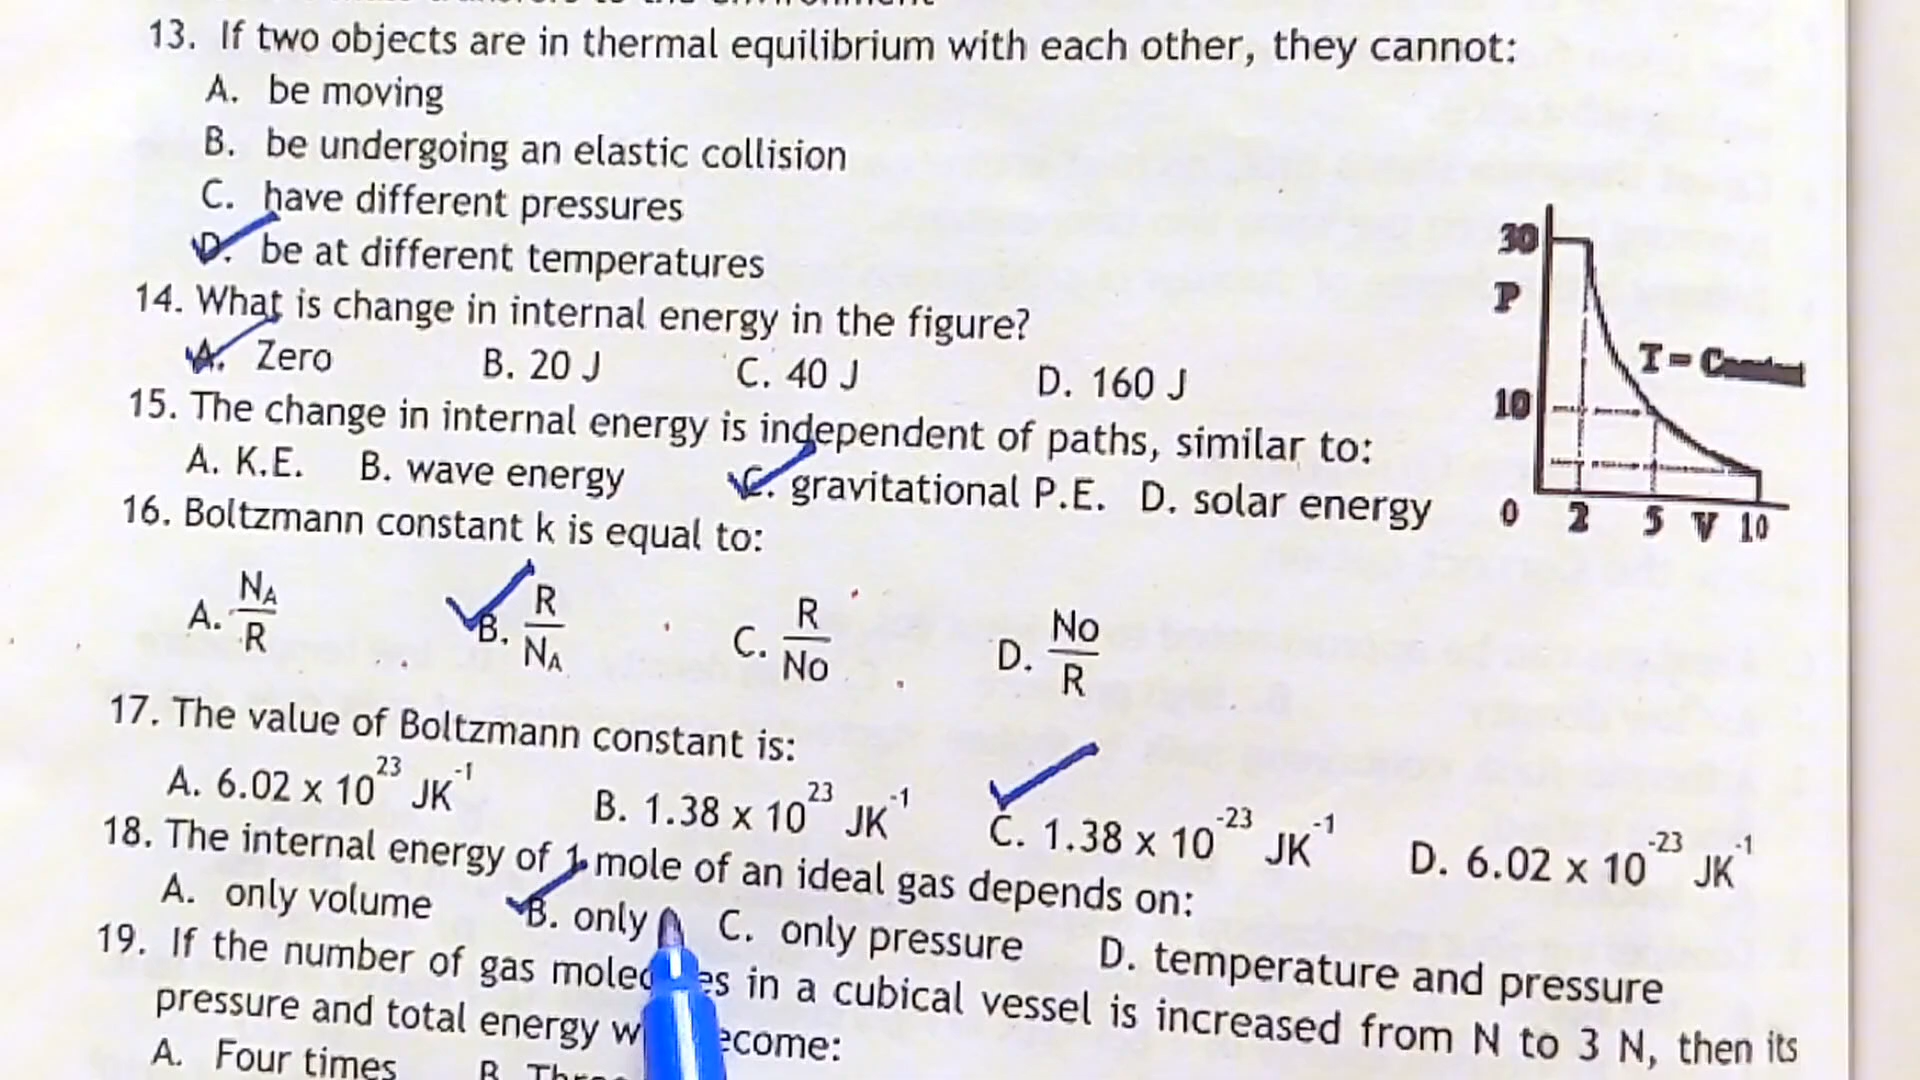 13. If two objects are in thermal equilibrium with each other, they cannot:
A. be moving
B. be undergoing an elastic collision
C. have different pressures
D. be at different temperatures
14. What is change in internal energy in the figure?
A. Zero B. 20 J C. 40 J D. 160 J
15. The change in internal energy is independent of paths, similar to:
A. K.E. B. wave energy C. gravitational P.E. D. solar energy
16. Boltzmann constant k is equal to:
A. NA/R B. R/NA C. R/No D. No/R
17. The value of Boltzmann constant is:
A. 6.02 x 10^23 JK^-1 B. 1.38 x 10^23 JK^-1 C. 1.38 x 10^-23 JK^-1 D. 6.02 x 10^-23 JK^-1
18. The internal energy of 1 mole of an ideal gas depends on:
A. only volume B. only C. only pressure D. temperature and pressure
19. If the number of gas in a cubical vessel is increased from N to 3 N, then its
pressure and total energy
A. Four times B.
30
P
T =
10
0 2 5 V 10